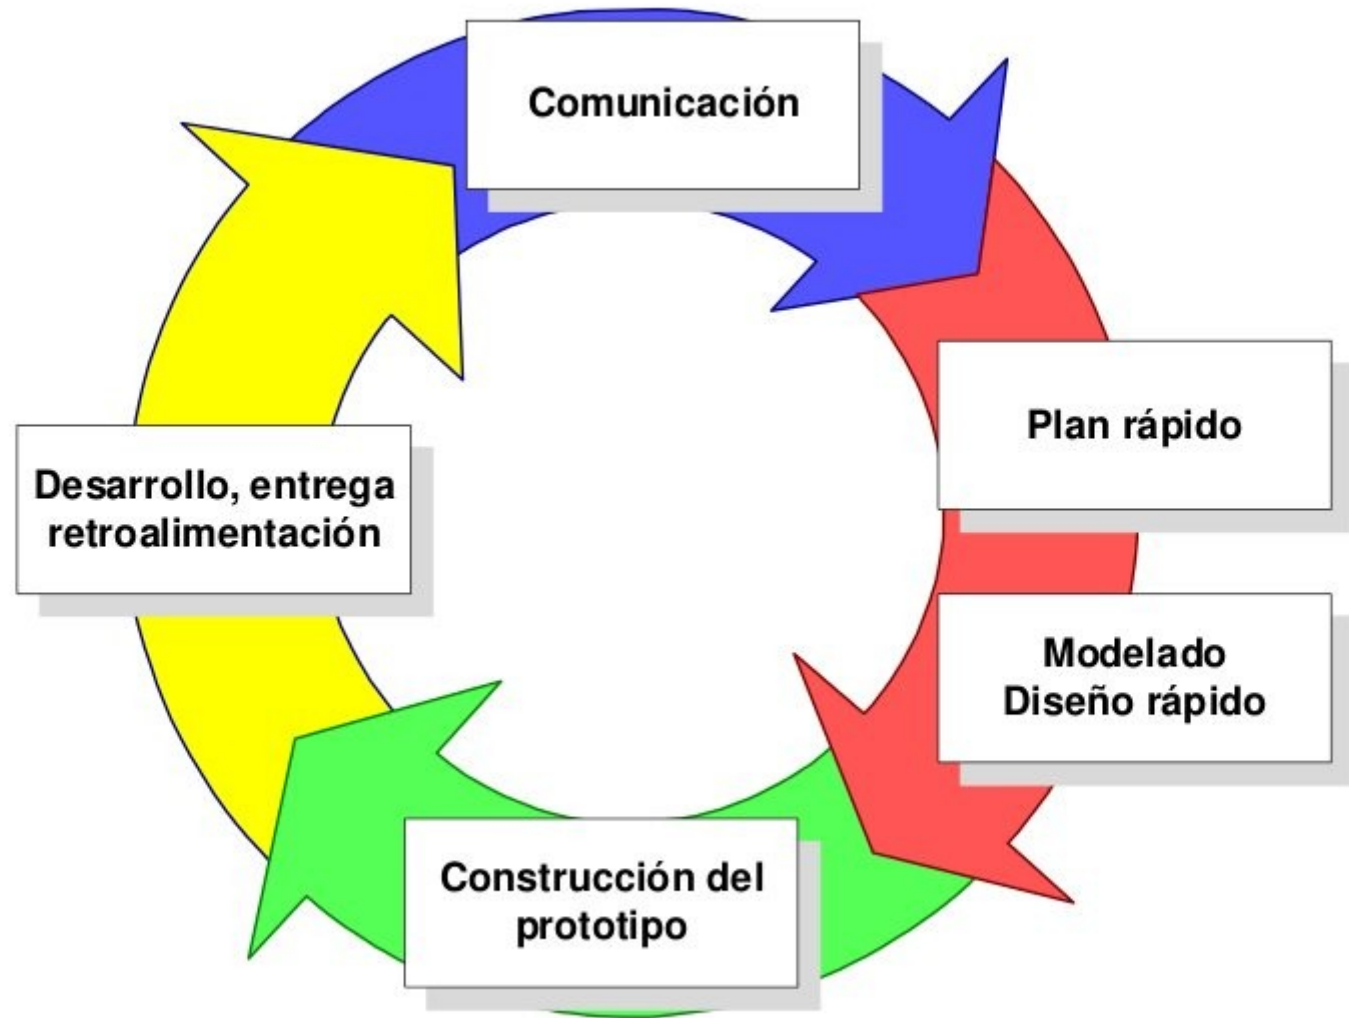 Comunicación
Plan rápido
Modelado
Diseño rápido
Construcción del
prototipo
Desarrollo, entrega
retroalimentación